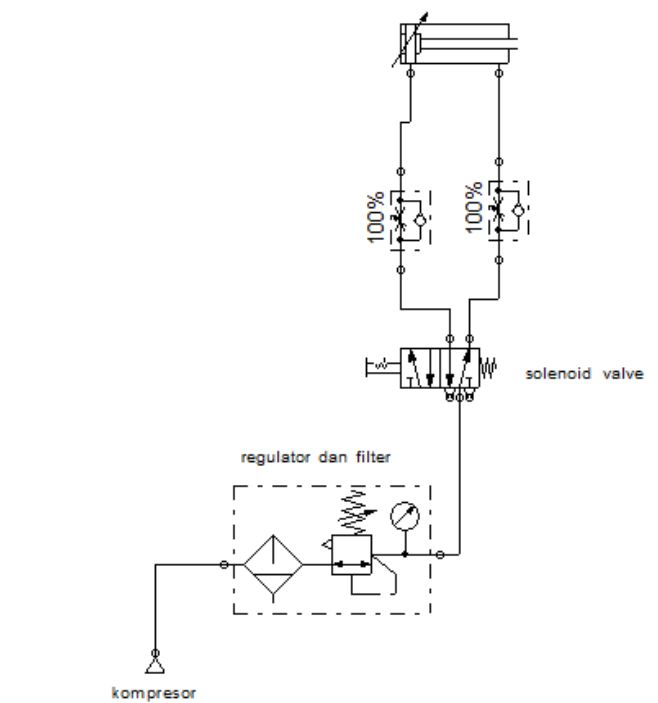 100%
100%
solenoid valve
regulator dan filter
kompresor